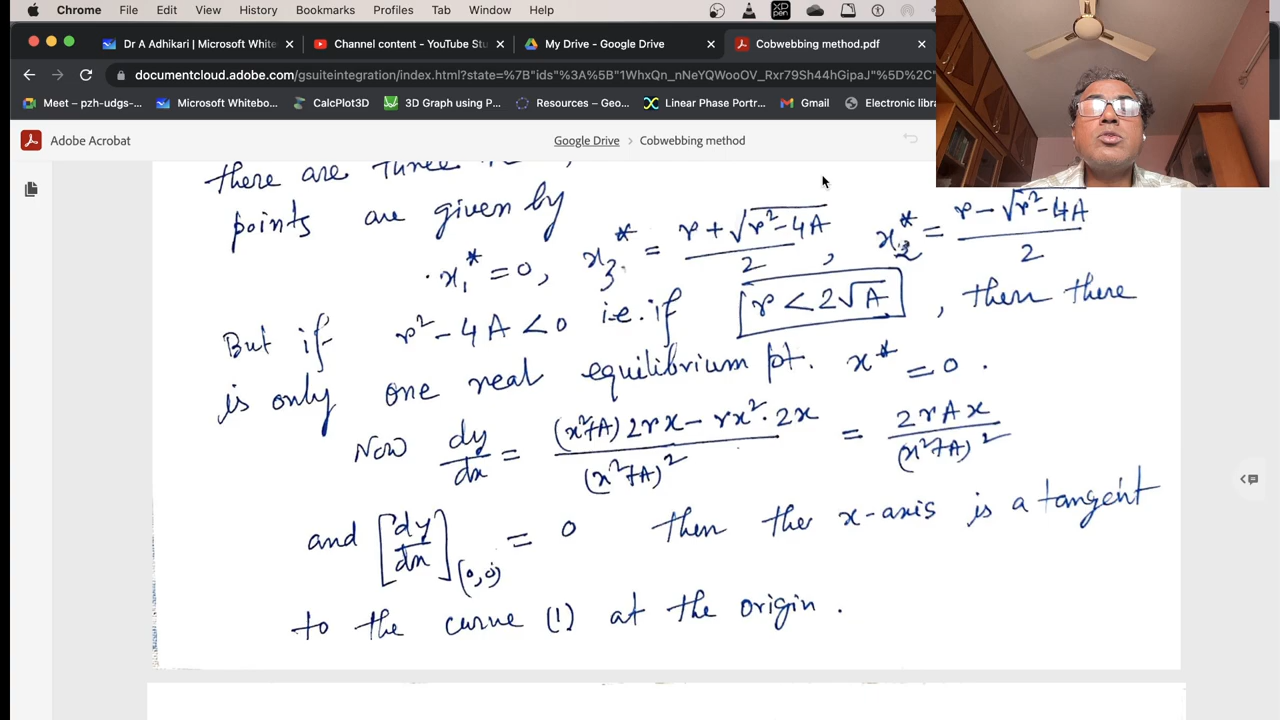 Chrome File Edit View History Bookmarks Profiles Tab Window Help
Dr A Adhikari | Microsoft White
Channel content - YouTube Stu
My Drive - Google Drive
Cobwebbing method.pdf
documentcloud.adobe.com/gsuiteintegration/index.html?state=%7B"ids"%3A%5B"1WhxQn_nNeYQWooOV_Rxr79Sh44hGipaJ"%5D%2C"
Meet – pzh-udgs-... Microsoft Whitebo... CalcPlot3D 3D Graph using P... Resources – Geo... Linear Phase Portr... Gmail Electronic libra
Adobe Acrobat Google Drive Cobwebbing method
there are three
points are given by
x₁* = 0, x₃* = (r + √(r² - 4A))/2, x₂* = (r - √(r² - 4A))/2
But if r² - 4A < 0 i.e. if r < 2√A, then there
is only one real equilibrium pt. x* = 0.
Now dy/dx = ((x²+A)2rx - rx²·2x)/(x²+A)² = 2rAx/(x²+A)²
and [dy/dx](0,0) = 0 then the x-axis is a tangent
to the curve (1) at the origin.